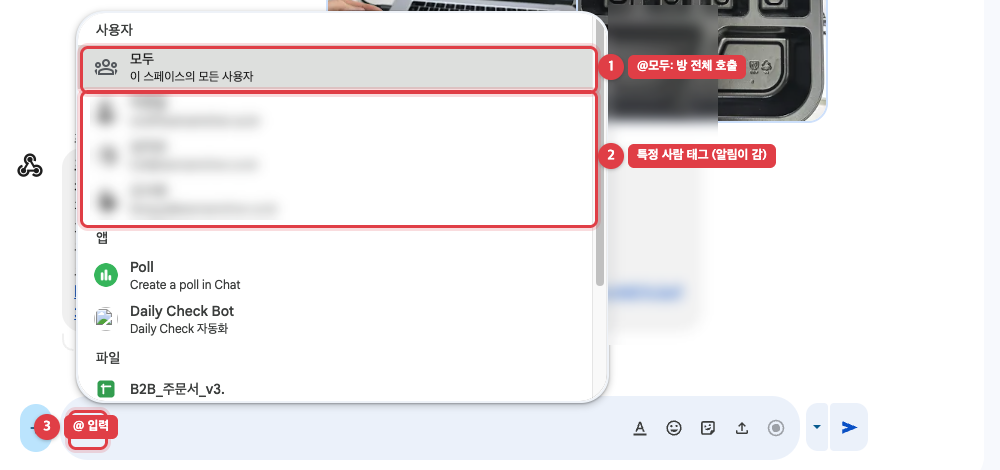 사용자
모두
이 스페이스의 모든 사용자
1 @모두: 방 전체 호출
2 특정 사람 태그 (알림이 감)
앱
Poll
Create a poll in Chat
Daily Check Bot
Daily Check 자동화
파일
B2B_주문서_v3.
3 @ 입력
A